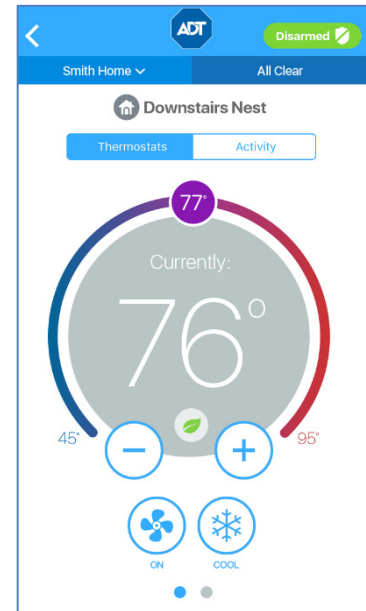 ADT
Disarmed
Smith Home
All Clear
Downstairs Nest
Thermostats
Activity
77°
Currently:
76°
45°
95°
ON
COOL